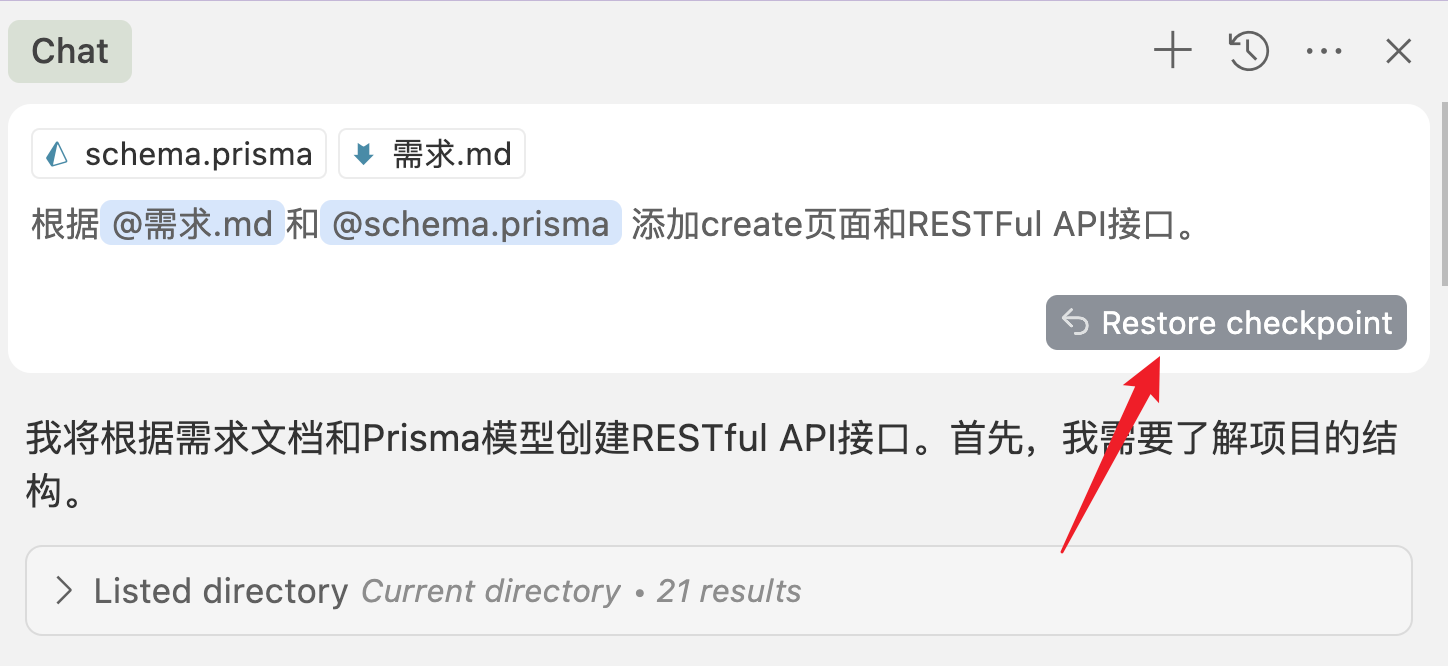 Chat
schema.prisma 需求.md
根据 @需求.md 和 @schema.prisma 添加create页面和RESTFul API接口。
Restore checkpoint
我将根据需求文档和Prisma模型创建RESTful API接口。首先，我需要了解项目的结
构。
Listed directory Current directory • 21 results